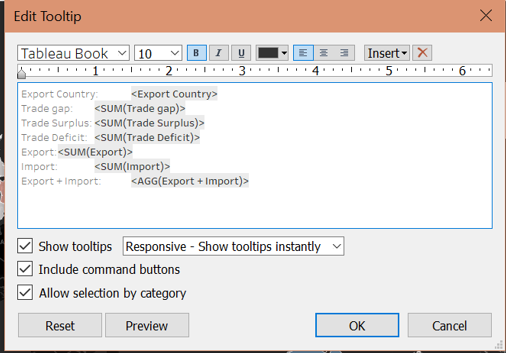 Edit Tooltip
Tableau Book 10 B I U Insert
1 2 3 4 5 6
Export Country: <Export Country>
Trade gap: <SUM(Trade gap)>
Trade Surplus: <SUM(Trade Surplus)>
Trade Deficit: <SUM(Trade Deficit)>
Export: <SUM(Export)>
Import: <SUM(Import)>
Export + Import: <AGG(Export + Import)>
Show tooltips Responsive - Show tooltips instantly
Include command buttons
Allow selection by category
Reset Preview OK Cancel